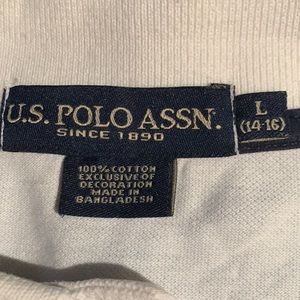 U.S. POLO ASSN.
SINCE 1890
L
(14-16)
100% COTTON
EXCLUSIVE OF
DECORATION
MADE IN
BANGLADESH